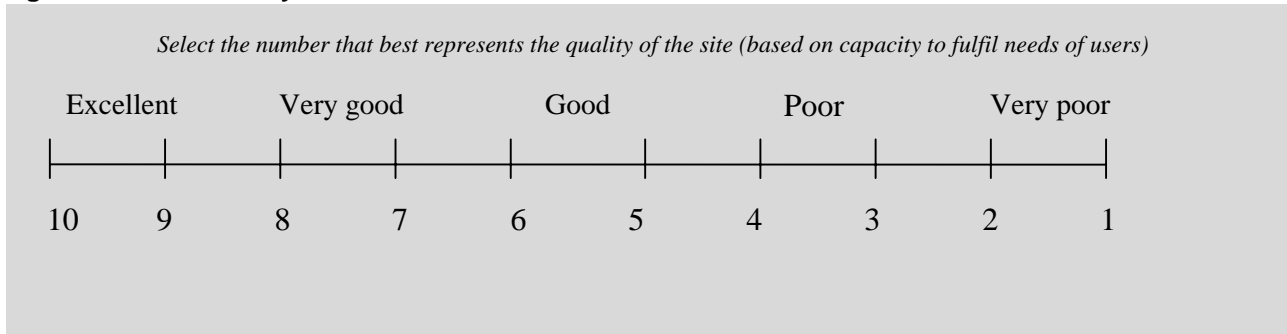 Select the number that best represents the quality of the site (based on capacity to fulfil needs of users)
Excellent Very good Good Poor Very poor
10 9 8 7 6 5 4 3 2 1